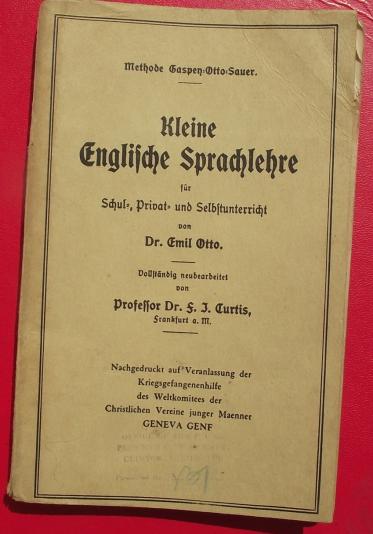 Methode Gaspey-Otto-Sauer.
Kleine
Englische Sprachlehre
für
Schul-, Privat- und Selbstunterricht
von
Dr. Emil Otto.
Vollständig neubearbeitet
von
Professor Dr. F. J. Curtis,
Frankfurt a. M.
Nachgedruckt auf Veranlassung der
Kriegsgefangenenhilfe
des Weltkomitees der
Christlichen Vereine junger Maenner
GENEVA GENF